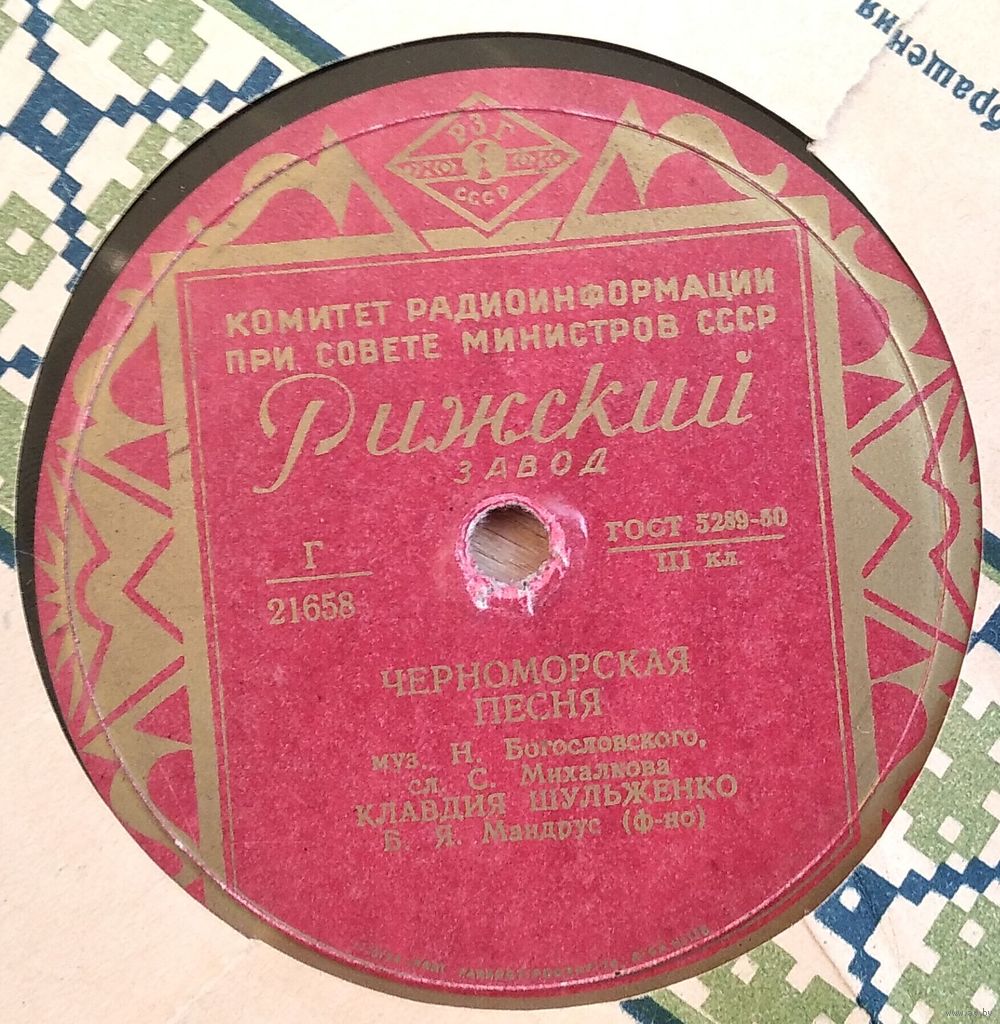 бращения
РЗГ
СССР
КОМИТЕТ РАДИОИНФОРМАЦИИ
ПРИ СОВЕТЕ МИНИСТРОВ СССР
Рижский
ЗАВОД
Г
21658
ГОСТ 5289-50
III кл.
ЧЕРНОМОРСКАЯ
ПЕСНЯ
муз. Н. Богословского,
сл. С. Михалкова
КЛАВДИЯ ШУЛЬЖЕНКО
Б. Я. Мандрус (ф-но)